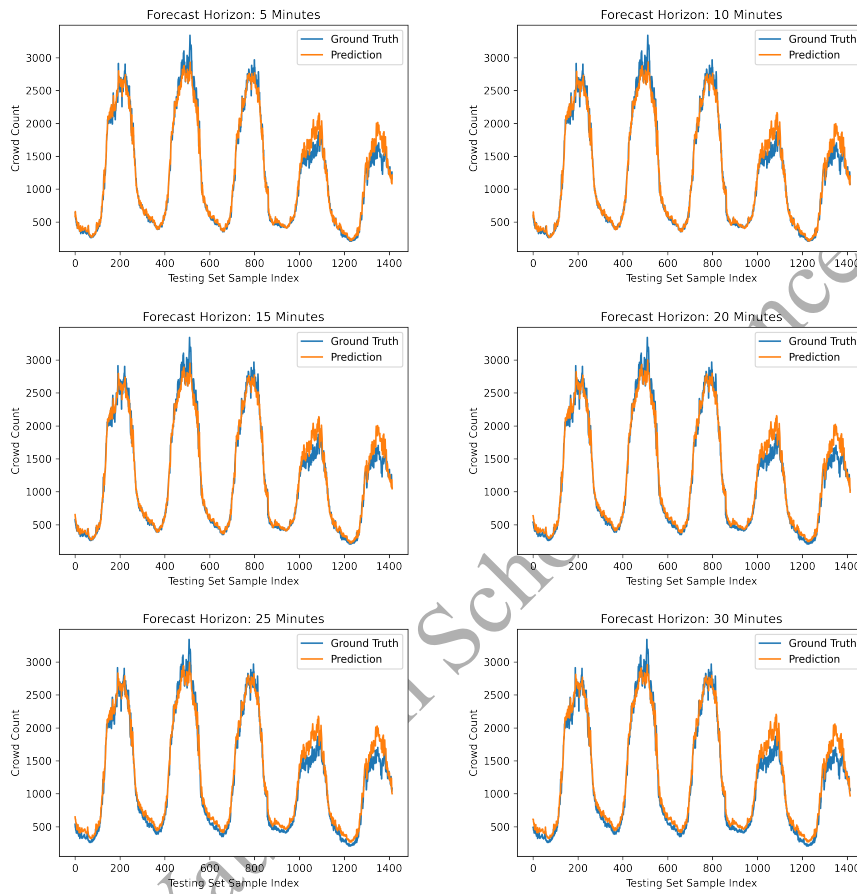 Forecast Horizon: 5 Minutes
3000
2500
2000
1500
1000
500
Crowd Count
Ground Truth
Prediction
0 200 400 600 800 1000 1200 1400
Testing Set Sample Index
Forecast Horizon: 10 Minutes
3000
2500
2000
1500
1000
500
Crowd Count
Ground Truth
Prediction
0 200 400 600 800 1000 1200 1400
Testing Set Sample Index
Forecast Horizon: 15 Minutes
3000
2500
2000
1500
1000
500
Crowd Count
Ground Truth
Prediction
0 200 400 600 800 1000 1200 1400
Testing Set Sample Index
Forecast Horizon: 20 Minutes
3000
2500
2000
1500
1000
500
Crowd Count
Ground Truth
Prediction
0 200 400 600 800 1000 1200 1400
Testing Set Sample Index
Forecast Horizon: 25 Minutes
3000
2500
2000
1500
1000
500
Crowd Count
Ground Truth
Prediction
0 200 400 600 800 1000 1200 1400
Testing Set Sample Index
Forecast Horizon: 30 Minutes
3000
2500
2000
1500
1000
500
Crowd Count
Ground Truth
Prediction
0 200 400 600 800 1000 1200 1400
Testing Set Sample Index